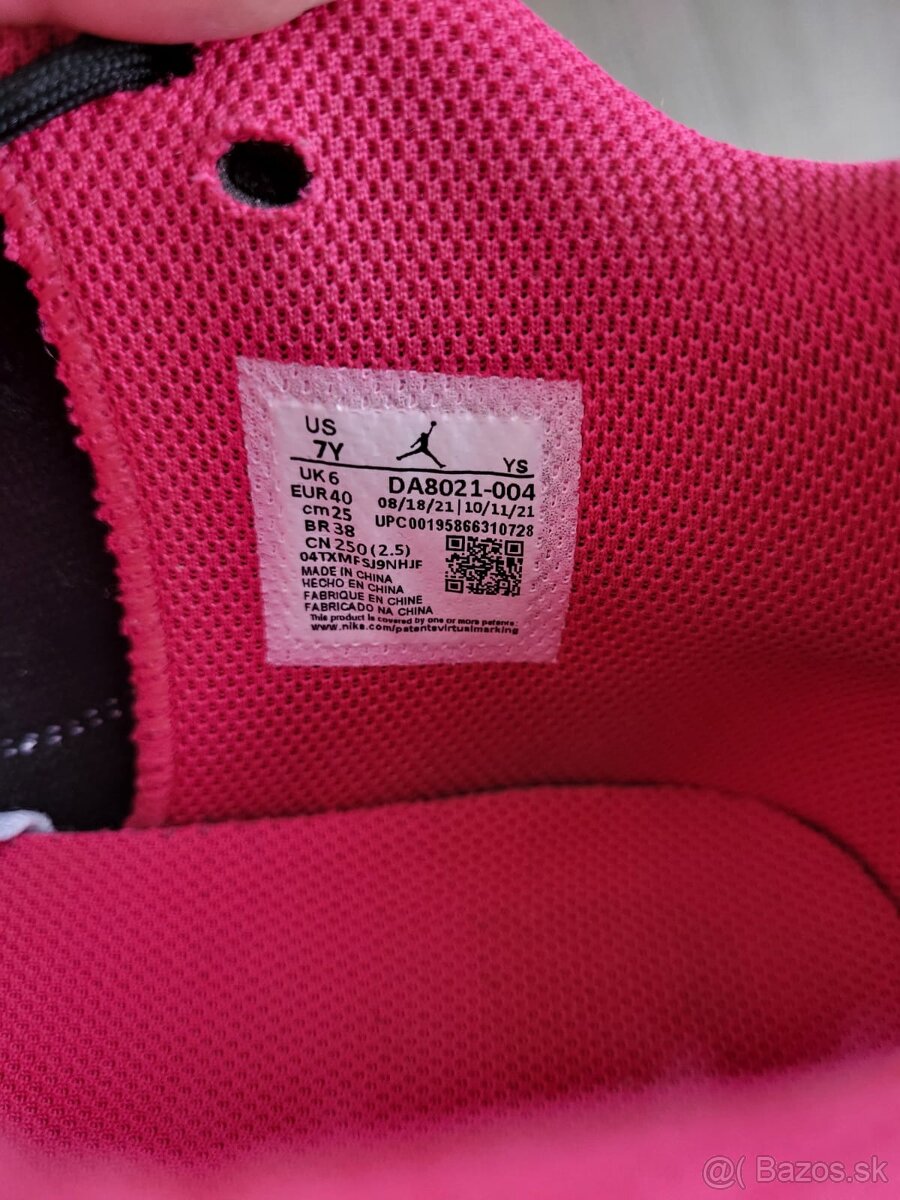 US
7Y
YS
UK 6
DA8021-004
EUR 40
08/18/21|10/11/21
cm 25
UPC 00195866310728
BR 38
CN 250 (2.5)
04TXMFSJ9NHJF
MADE IN CHINA
HECHO EN CHINA
FABRIQUE EN CHINE
FABRICADO NA CHINA
This product is covered by one or more patents:
www.nike.com/patentsvirtualmarking
@( Bazos.sk